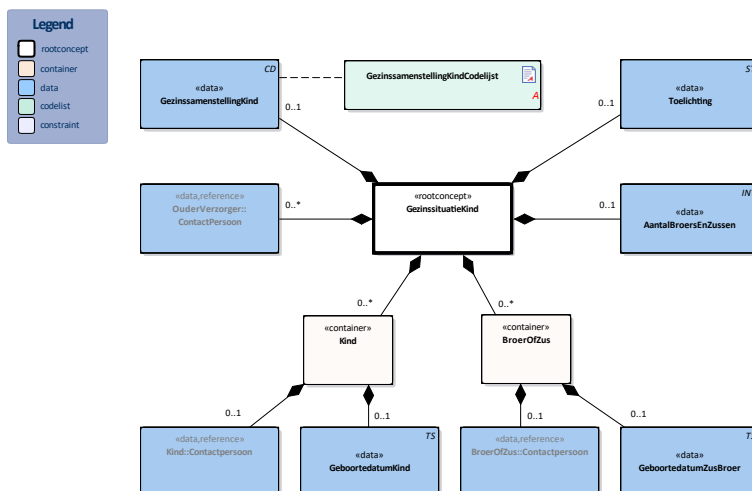 Legend
rootconcept
container
data
codelist
constraint
CD
«data»
GezinssamenstellingKind
GezinssamenstellingKindCodelijst
A
ST
«data»
Toelichting
0..1
0..1
«data,reference»
OuderVerzorger::
ContactPersoon
0..*
«rootconcept»
GezinssituatieKind
0..1
INT
«data»
AantalBroersEnZussen
0..*
0..*
«container»
Kind
«container»
BroerOfZus
0..1
0..1
0..1
0..1
«data,reference»
Kind::Contactpersoon
TS
«data»
GeboortedatumKind
«data,reference»
BroerOfZus::Contactpersoon
TS
«data»
GeboortedatumZusBroer